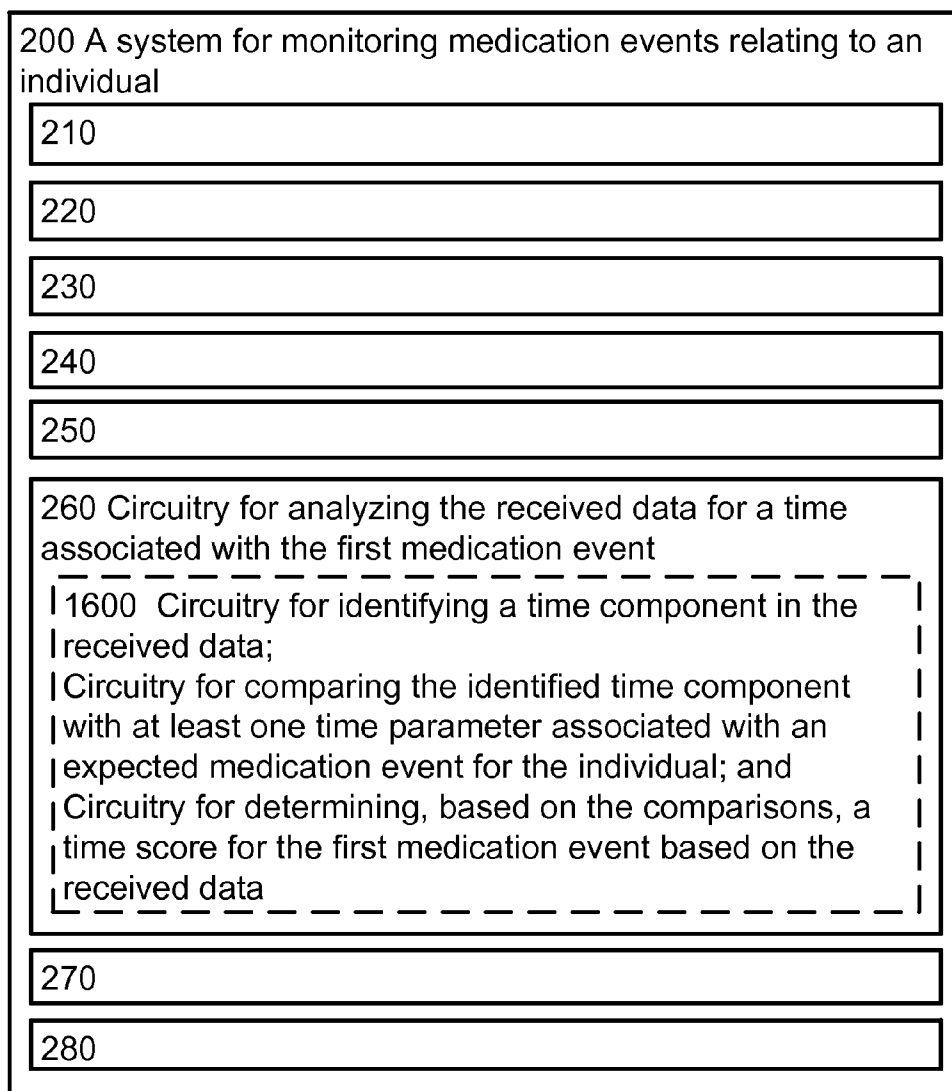 200 A system for monitoring medication events relating to an
individual
210
220
230
240
250
260 Circuitry for analyzing the received data for a time
associated with the first medication event
1600 Circuitry for identifying a time component in the
received data;
Circuitry for comparing the identified time component
with at least one time parameter associated with an
expected medication event for the individual; and
Circuitry for determining, based on the comparisons, a
time score for the first medication event based on the
received data
270
280